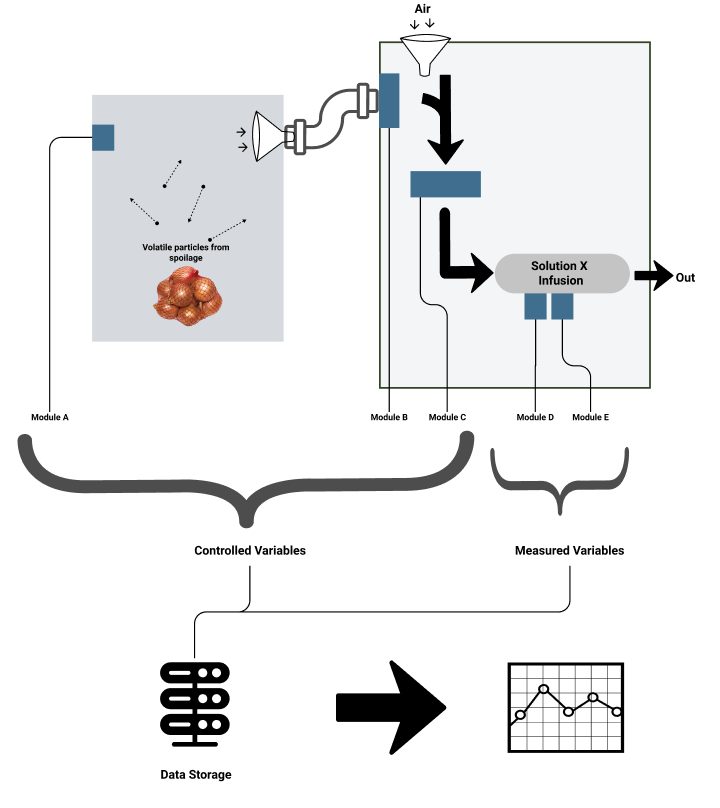 Air
Volatile particles from
spoilage
Solution X
Infusion
Out
Module A
Module B
Module C
Module D
Module E
Controlled Variables
Measured Variables
Data Storage